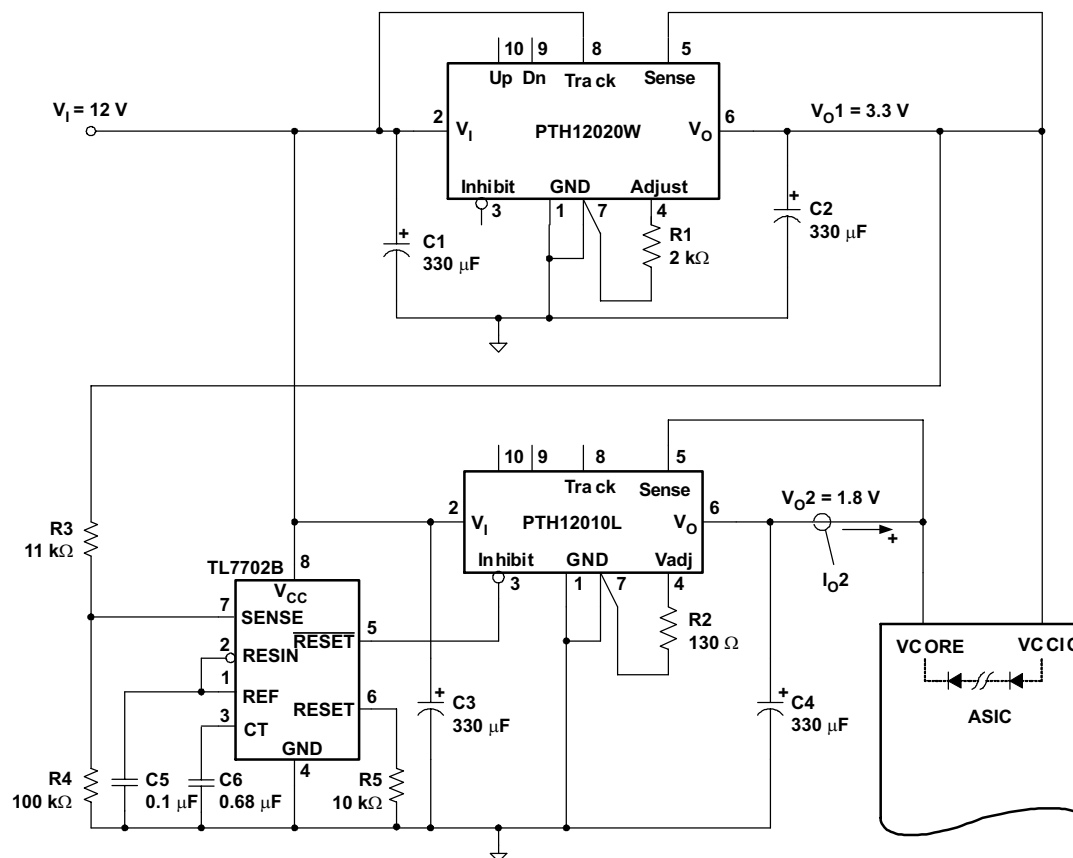 10 9 8 5
Up Dn Track Sense
V_I = 12 V
2 V_I PTH12020W V_O 6 V_O1 = 3.3 V
Inhibit GND Adjust
3 1 7 4
+ C1
330 μF
R1
2 kΩ
+ C2
330 μF
10 9 8 5
Track Sense
2 V_I PTH12010L V_O 6 V_O2 = 1.8 V
+
I_O2
Inhibit GND Vadj
3 1 7 4
R2
130 Ω
R3
11 kΩ
TL7702B
8
V_CC
7 SENSE
RESET 5
2 RESIN
1 REF
RESET 6
3 CT
GND
4
+ C3
330 μF
+ C4
330 μF
R4
100 kΩ
C5
0.1 μF
C6
0.68 μF
R5
10 kΩ
VCORE VCCIO
ASIC